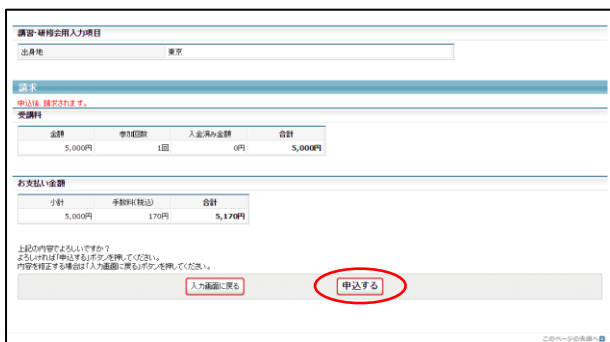 講習・研修会用入力項目
出身地 東京
請求
申込後、請求されます。
受講料
金額 参加回数 入金済み金額 合計
5,000円 1回 0円 5,000円
お支払い金額
小計 手数料(税込) 合計
5,000円 170円 5,170円
上記の内容でよろしいですか?
よろしければ「申込する」ボタンを押してください。
内容を修正する場合は「入力画面に戻る」ボタンを押してください。
入力画面に戻る 申込する
このページの先頭へ